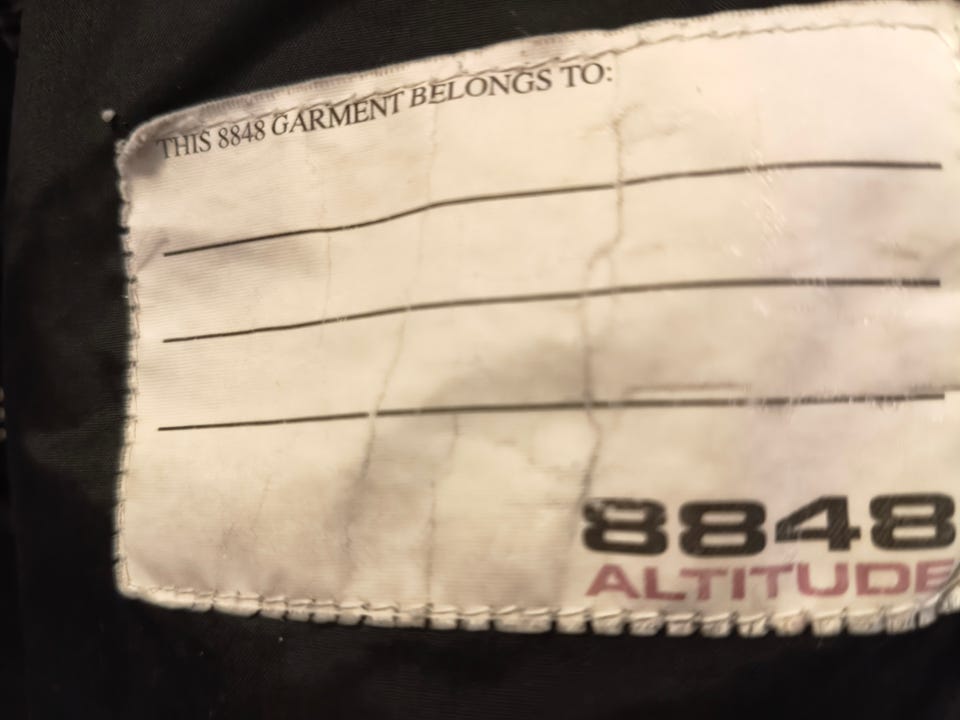 THIS 8848 GARMENT BELONGS TO:
8848
ALTITUDE